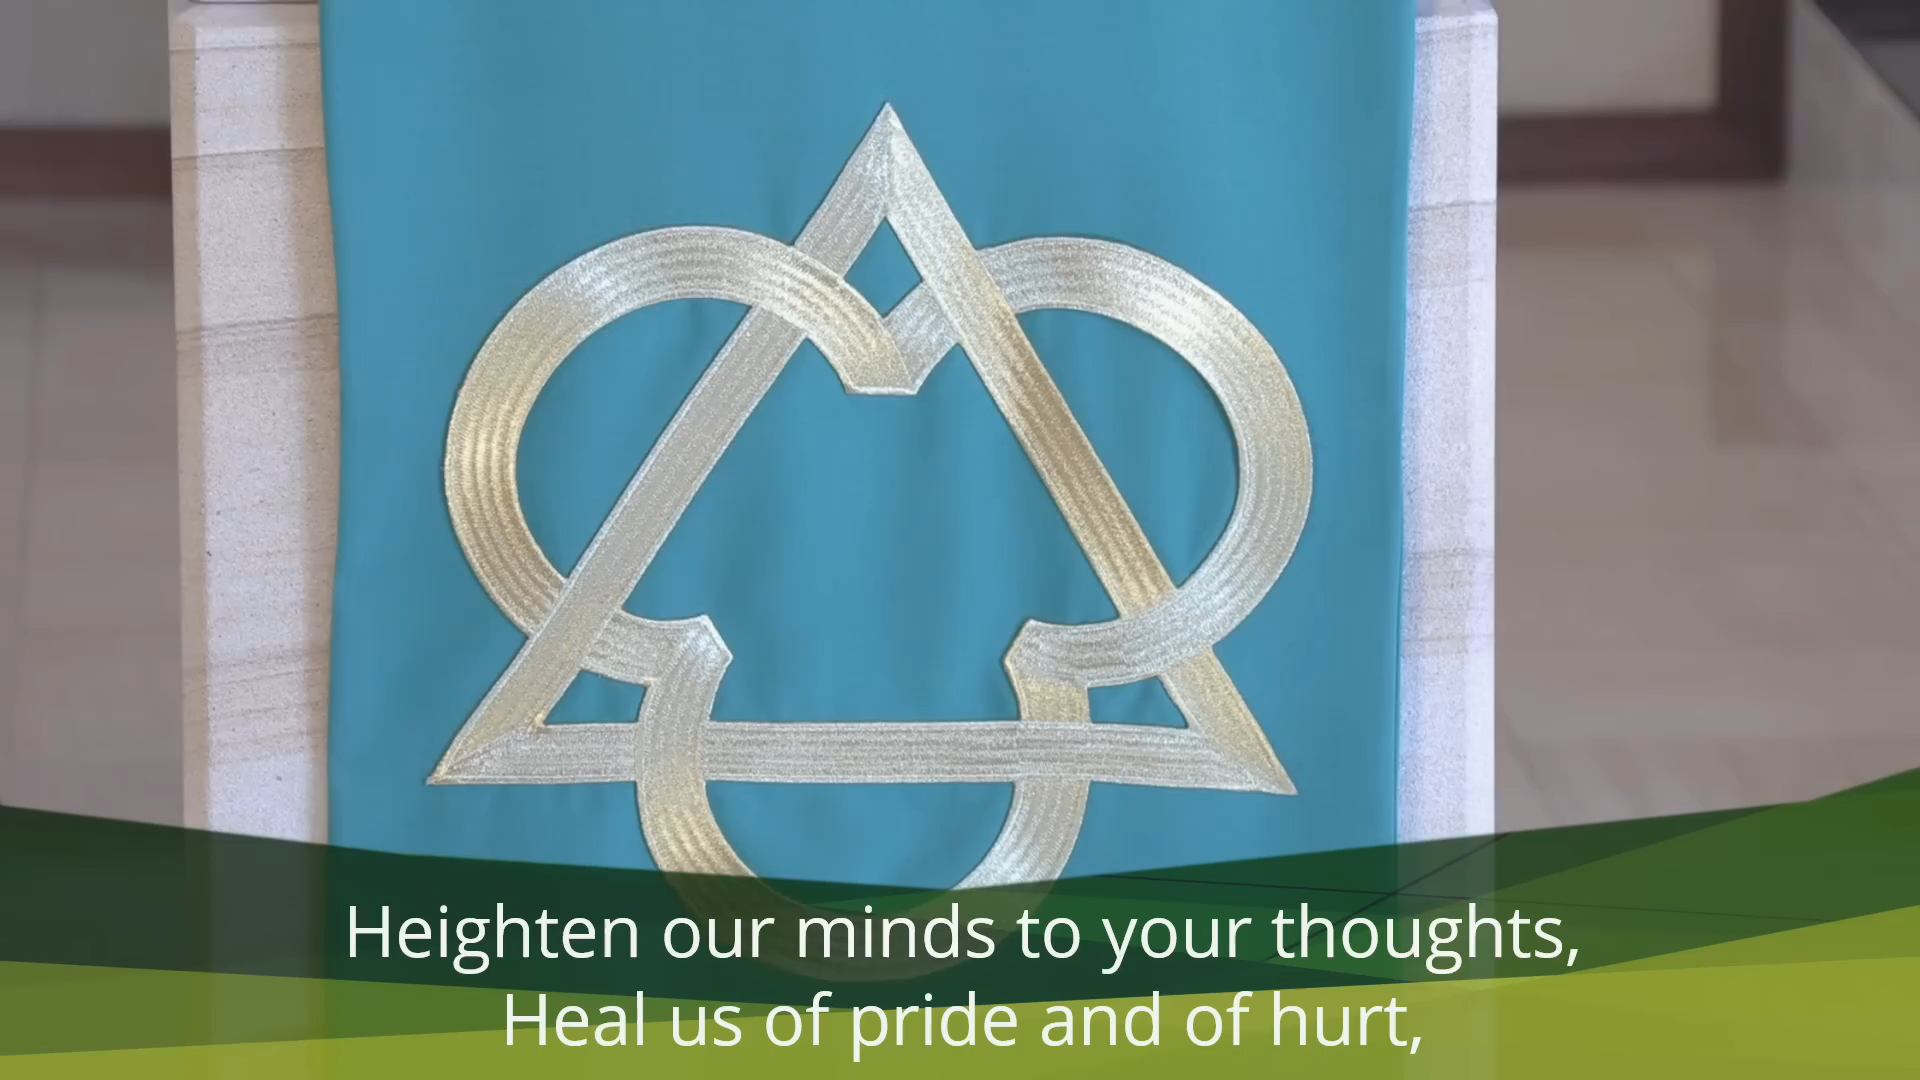 Heighten our minds to your thoughts,
Heal us of pride and of hurt,